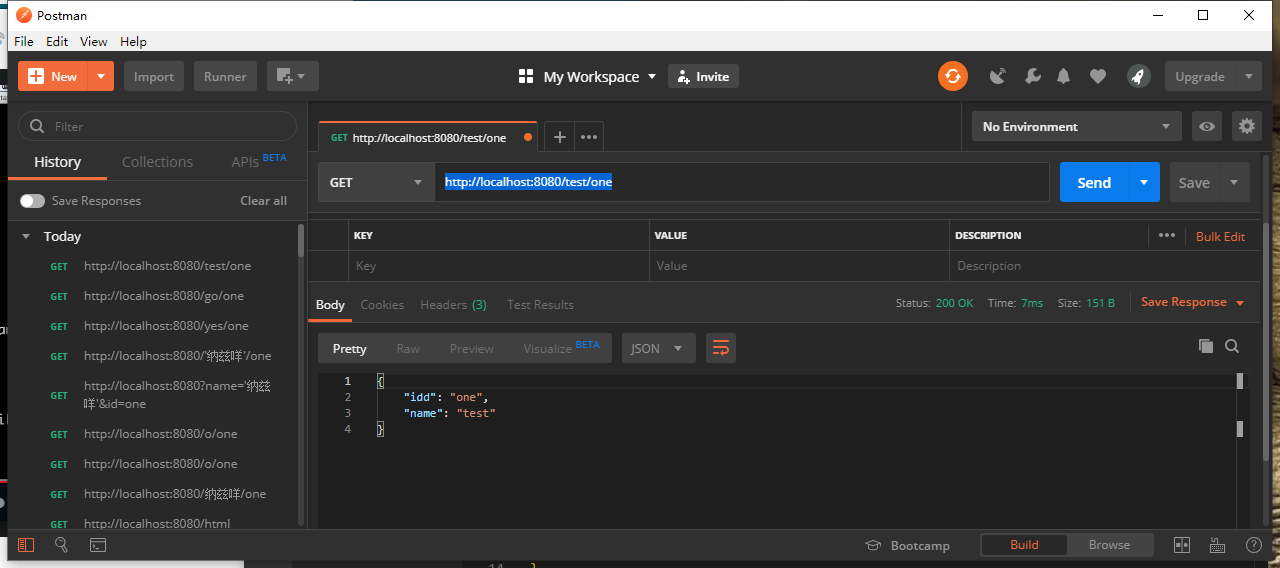 Postman
File Edit View Help
New Import Runner My Workspace Invite Upgrade
Filter
History Collections APIs BETA
Save Responses Clear all
Today
GET http://localhost:8080/test/one
GET http://localhost:8080/go/one
GET http://localhost:8080/yes/one
GET http://localhost:8080/'纳兹咩'/one
GET http://localhost:8080?name='纳兹
咩'&id=one
GET http://localhost:8080/o/one
GET http://localhost:8080/o/one
GET http://localhost:8080/纳兹咩/one
GET http://localhost:8080/html
GET http://localhost:8080/test/one
No Environment
GET http://localhost:8080/test/one Send Save
KEY VALUE DESCRIPTION Bulk Edit
Key Value Description
Body Cookies Headers (3) Test Results Status: 200 OK Time: 7ms Size: 151 B Save Response
Pretty Raw Preview Visualize BETA JSON
1 {
2 "idd": "one",
3 "name": "test"
4 }
Bootcamp Build Browse
14 }